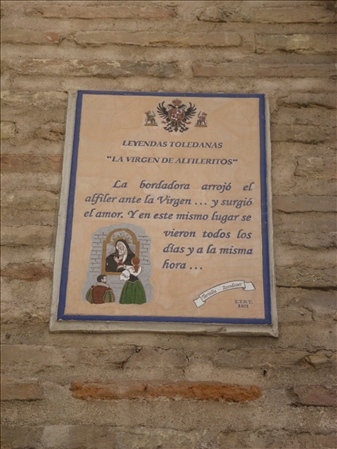 LEYENDAS TOLEDANAS
"LA VIRGEN DE ALFILERITOS"
La bordadora arrojó el
alfiler ante la Virgen ... y surgió
el amor. Y en este mismo lugar se
vieron todos los
días y a la misma
hora ...